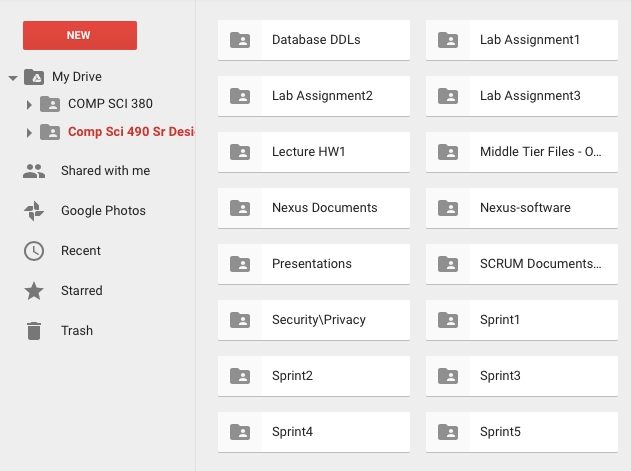 NEW
My Drive
COMP SCI 380
Comp Sci 490 Sr Desi
Shared with me
Google Photos
Recent
Starred
Trash
Database DDLs
Lab Assignment1
Lab Assignment2
Lab Assignment3
Lecture HW1
Middle Tier Files - O...
Nexus Documents
Nexus-software
Presentations
SCRUM Documents...
Security\Privacy
Sprint1
Sprint2
Sprint3
Sprint4
Sprint5